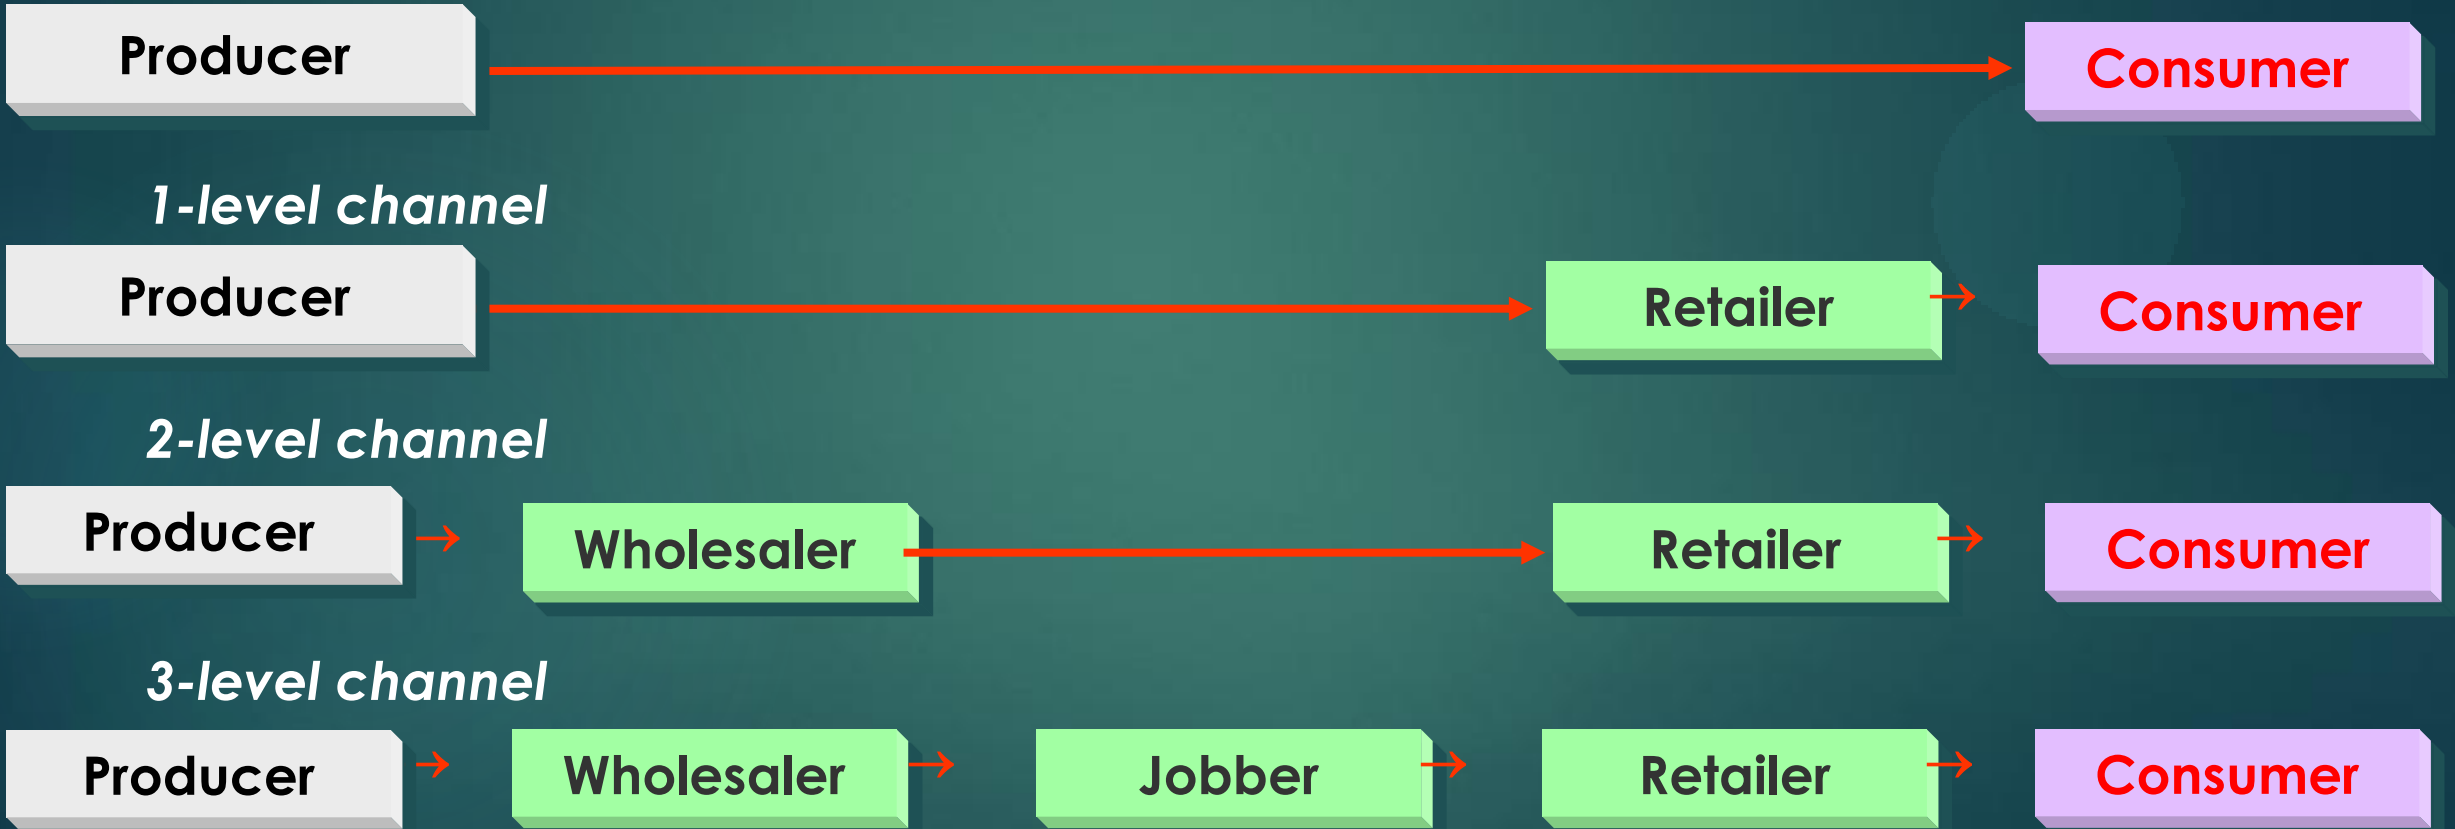 Producer Consumer
1-level channel
Producer Retailer → Consumer
2-level channel
Producer → Wholesaler Retailer → Consumer
3-level channel
Producer → Wholesaler → Jobber → Retailer → Consumer